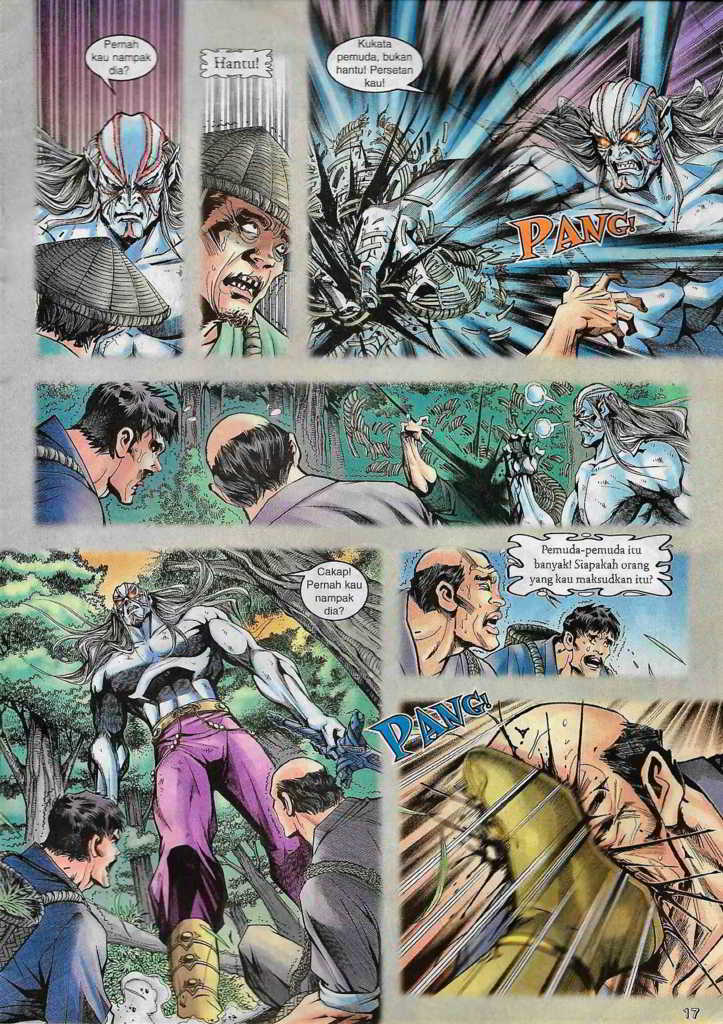 Pernah
kau nampak
dia?
Hantu!
Kukata
pemuda, bukan
hantu! Persetan
kau!
PANG!
Cakap!
Pernah kau
nampak
dia?
Pemuda-pemuda itu
banyak! Siapakah orang
yang kau maksudkan itu?
PANG!
17